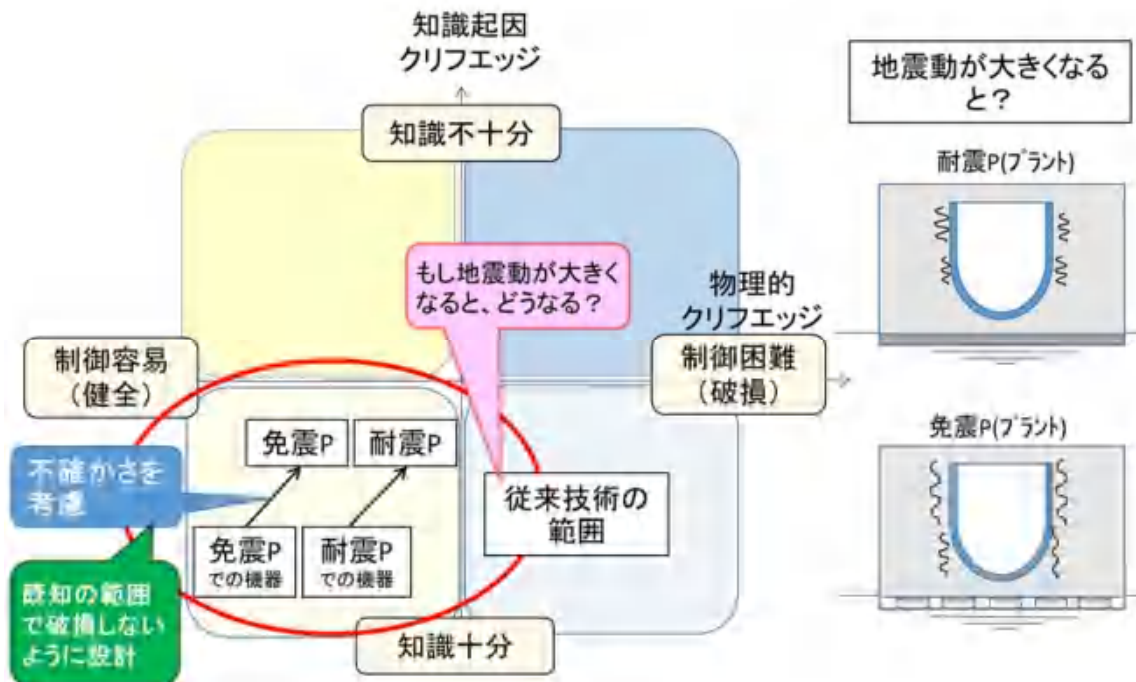 知識起因
クリフエッジ
知識不十分
もし地震動が大きく
なると、どうなる？
物理的
クリフエッジ
制御容易
（健全）
制御困難
（破損）
免震P
耐震P
不確かさを
考慮
免震P
での機器
耐震P
での機器
従来技術の
範囲
既知の範囲
で破損しない
ように設計
知識十分
地震動が大きくなる
と？
耐震P(プラント)
免震P(プラント)